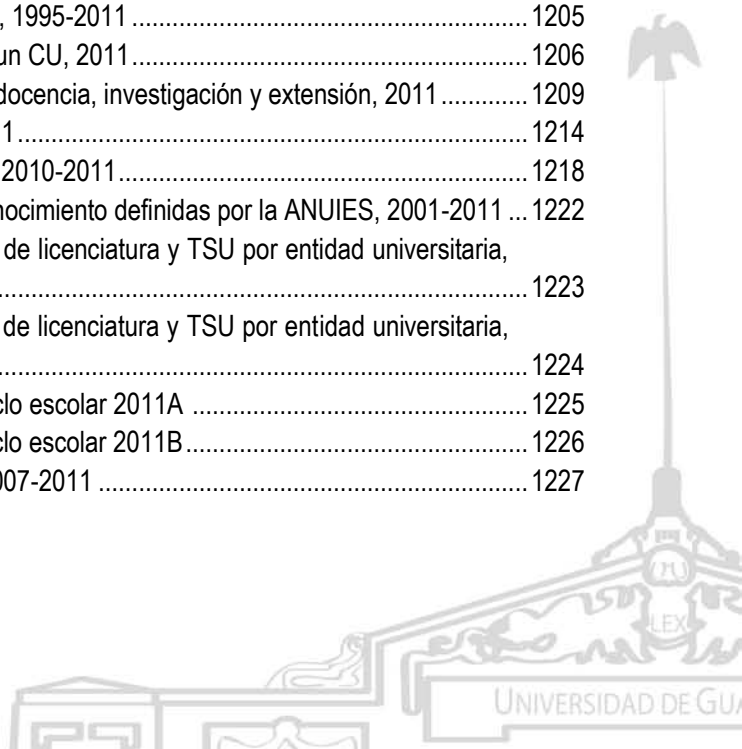 , 1995-2011 ............................................................ 1205
un CU, 2011............................................................ 1206
docencia, investigación y extensión, 2011............. 1209
1............................................................................. 1214
2010-2011.............................................................. 1218
nocimiento definidas por la ANUIES, 2001-2011 ... 1222
de licenciatura y TSU por entidad universitaria,
................................................................................ 1223
de licenciatura y TSU por entidad universitaria,
................................................................................ 1224
clo escolar 2011A .................................................. 1225
clo escolar 2011B................................................... 1226
007-2011 ................................................................ 1227
LEX
UNIVERSIDAD DE GUA